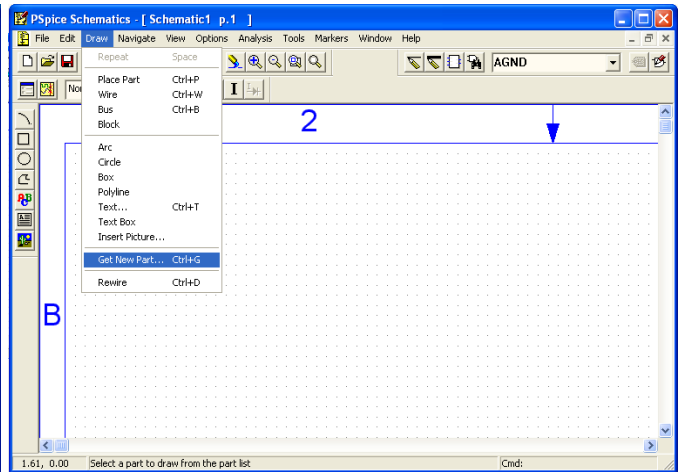 PSpice Schematics - [ Schematic1 p.1 ]
File Edit Draw Navigate View Options Analysis Tools Markers Window Help
AGND
Repeat Space
Place Part Ctrl+P
Wire Ctrl+W
Bus Ctrl+B
Block
Arc
Circle
Box
Polyline
Text... Ctrl+T
Text Box
Insert Picture...
Get New Part... Ctrl+G
Rewire Ctrl+D
2
B
1.61, 0.00 Select a part to draw from the part list Cmd: